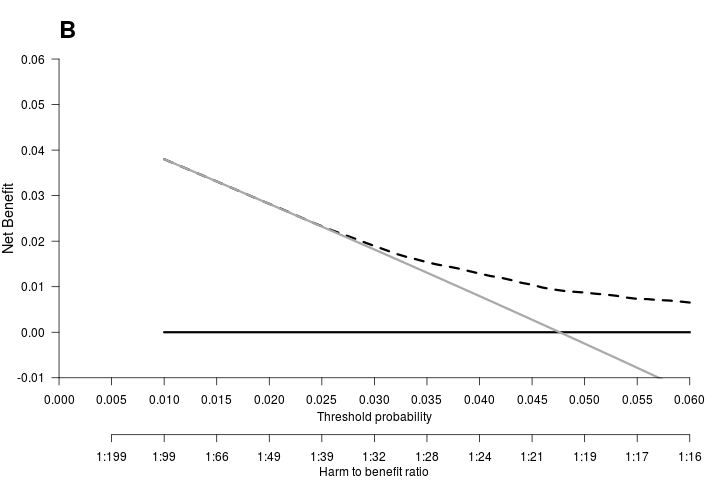 B
0.06
0.05
0.04
0.03
0.02
0.01
0.00
-0.01
Net Benefit
0.000 0.005 0.010 0.015 0.020 0.025 0.030 0.035 0.040 0.045 0.050 0.055 0.060
Threshold probability
1:199 1:99 1:66 1:49 1:39 1:32 1:28 1:24 1:21 1:19 1:17 1:16
Harm to benefit ratio